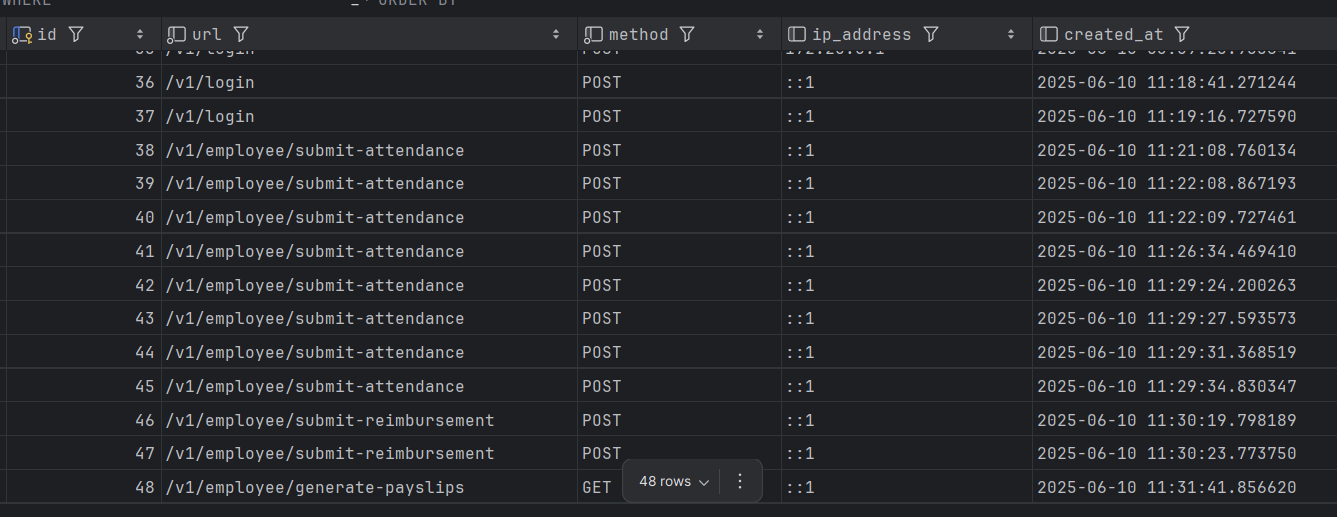 WHERE ORDER BY
id url method ip_address created_at
36 /v1/login POST ::1 2025-06-10 11:18:41.271244
37 /v1/login POST ::1 2025-06-10 11:19:16.727590
38 /v1/employee/submit-attendance POST ::1 2025-06-10 11:21:08.760134
39 /v1/employee/submit-attendance POST ::1 2025-06-10 11:22:08.867193
40 /v1/employee/submit-attendance POST ::1 2025-06-10 11:22:09.727461
41 /v1/employee/submit-attendance POST ::1 2025-06-10 11:26:34.469410
42 /v1/employee/submit-attendance POST ::1 2025-06-10 11:29:24.200263
43 /v1/employee/submit-attendance POST ::1 2025-06-10 11:29:27.593573
44 /v1/employee/submit-attendance POST ::1 2025-06-10 11:29:31.368519
45 /v1/employee/submit-attendance POST ::1 2025-06-10 11:29:34.830347
46 /v1/employee/submit-reimbursement POST ::1 2025-06-10 11:30:19.798189
47 /v1/employee/submit-reimbursement POST ::1 2025-06-10 11:30:23.773750
48 /v1/employee/generate-payslips GET ::1 2025-06-10 11:31:41.856620
48 rows